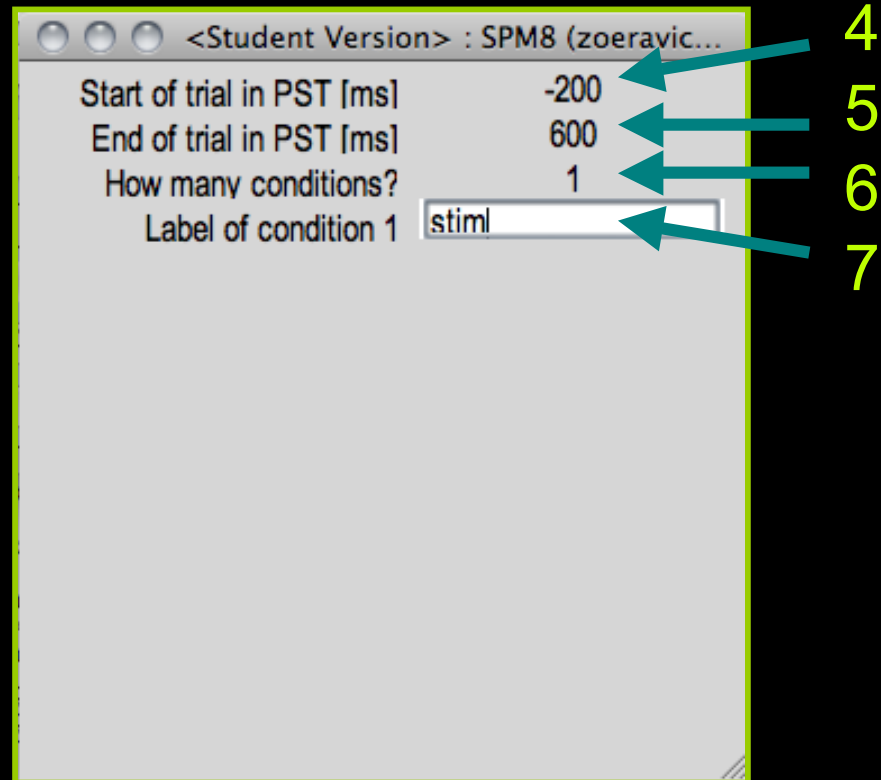 <Student Version> : SPM8 (zoeravic...
Start of trial in PST [ms] -200
End of trial in PST [ms] 600
How many conditions? 1
Label of condition 1 stim
4
5
6
7